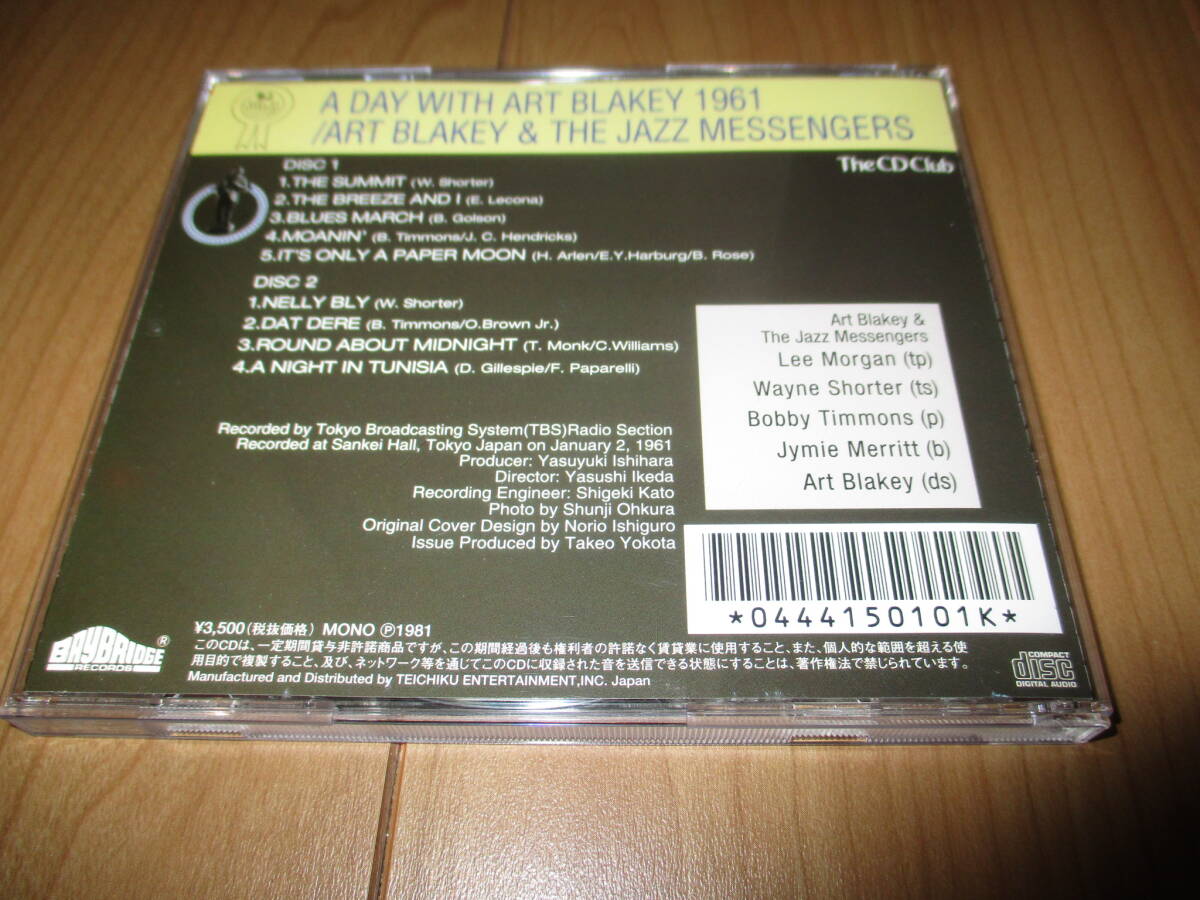 A DAY WITH ART BLAKEY 1961
/ART BLAKEY & THE JAZZ MESSENGERS
The CD Club
DISC 1
1.THE SUMMIT (W. Shorter)
2.THE BREEZE AND I (E. Lecona)
3.BLUES MARCH (B. Golson)
4.MOANIN' (B. Timmons/J. C. Hendricks)
5.IT'S ONLY A PAPER MOON (H. Arlen/E.Y.Harburg/B. Rose)
DISC 2
1.NELLY BLY (W. Shorter)
2.DAT DERE (B. Timmons/O.Brown Jr.)
3.ROUND ABOUT MIDNIGHT (T. Monk/C.Williams)
4.A NIGHT IN TUNISIA (D. Gillespie/F. Paparelli)
Art Blakey &
The Jazz Messengers
Lee Morgan (tp)
Wayne Shorter (ts)
Bobby Timmons (p)
Jymie Merritt (b)
Art Blakey (ds)
Recorded by Tokyo Broadcasting System(TBS)Radio Section
Recorded at Sankei Hall, Tokyo Japan on January 2, 1961
Producer: Yasuyuki Ishihara
Director: Yasushi Ikeda
Recording Engineer: Shigeki Kato
Photo by Shunji Ohkura
Original Cover Design by Norio Ishiguro
Issue Produced by Takeo Yokota
*0444150101K*
BAYBRIDGE ®
RECORDS
¥3,500(税抜価格) MONO Ⓟ1981
このCDは、一定期間貸与非許諾商品ですが、この期間経過後も権利者の許諾なく賃貸業に使用すること、また、個人的な範囲を超える使
用目的で複製すること、及び、ネットワーク等を通じてこのCDに収録された音を送信できる状態にすることは、著作権法で禁じられています。
Manufactured and Distributed by TEICHIKU ENTERTAINMENT,INC. Japan
COMPACT
disc
DIGITAL AUDIO